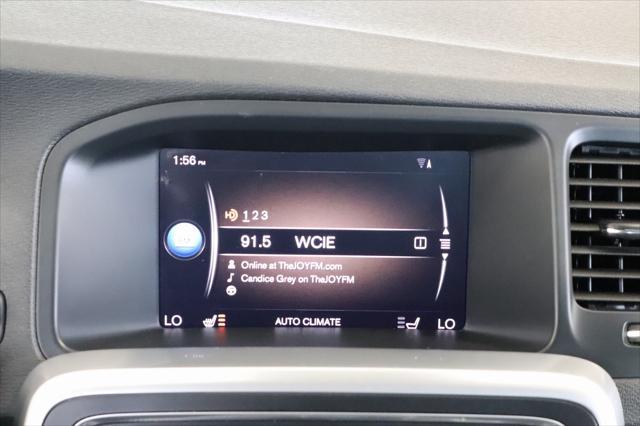 1:56 PM
A
1 2 3
91.5 WCIE
Online at TheJOYFM.com
Candice Grey on TheJOYFM
LO AUTO CLIMATE LO